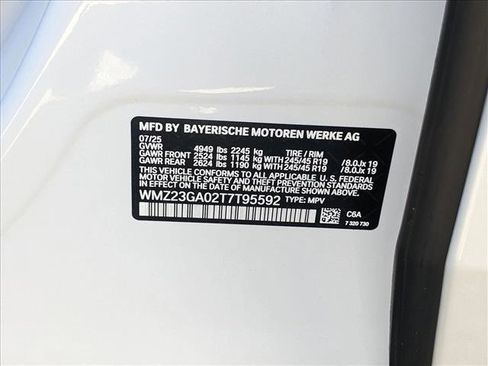 MFD BY BAYERISCHE MOTOREN WERKE AG
07/25
GVWR 4949 lbs 2245 kg TIRE / RIM
GAWR FRONT 2524 lbs 1145 kg WITH 245/45 R19 / 8.0Jx 19
GAWR REAR 2624 lbs 1190 kg WITH 245/45 R19 / 8.0Jx 19
THIS VEHICLE CONFORMS TO ALL APPLICABLE U.S. FEDERAL
MOTOR VEHICLE SAFETY, BUMPER, AND THEFT PREVENTION
STANDARDS IN EFFECT ON THE DATE OF MANUFACTURE SHOWN ABOVE.
WMZ23GA02T7T95592 TYPE: MPV
C6A
7 320 730